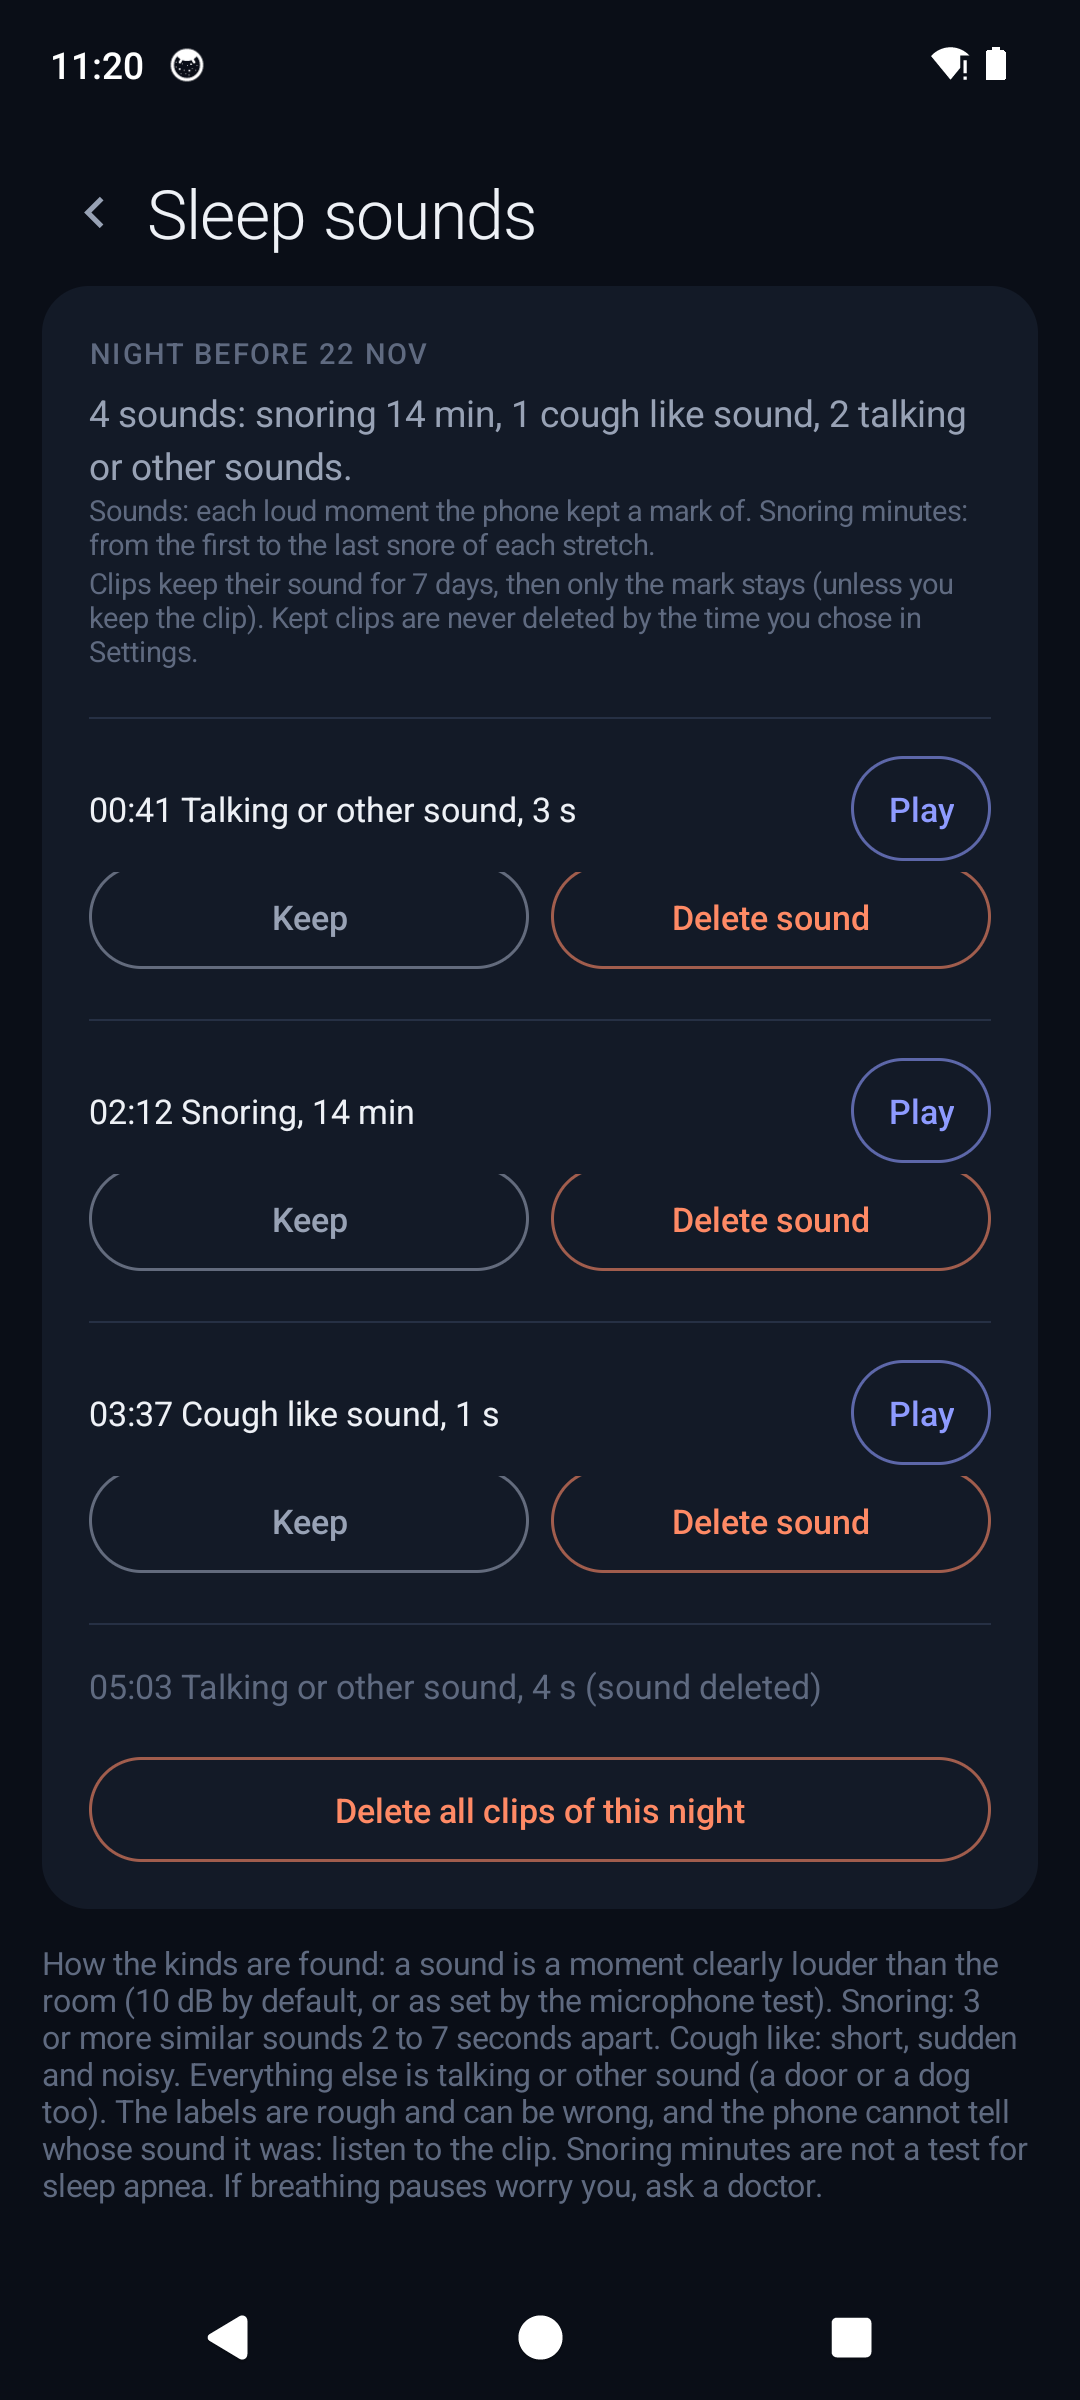 11:20
Sleep sounds
NIGHT BEFORE 22 NOV
4 sounds: snoring 14 min, 1 cough like sound, 2 talking
or other sounds.
Sounds: each loud moment the phone kept a mark of. Snoring minutes:
from the first to the last snore of each stretch.
Clips keep their sound for 7 days, then only the mark stays (unless you
keep the clip). Kept clips are never deleted by the time you chose in
Settings.
00:41 Talking or other sound, 3 s
Play
Keep
Delete sound
02:12 Snoring, 14 min
Play
Keep
Delete sound
03:37 Cough like sound, 1 s
Play
Keep
Delete sound
05:03 Talking or other sound, 4 s (sound deleted)
Delete all clips of this night
How the kinds are found: a sound is a moment clearly louder than the
room (10 dB by default, or as set by the microphone test). Snoring: 3
or more similar sounds 2 to 7 seconds apart. Cough like: short, sudden
and noisy. Everything else is talking or other sound (a door or a dog
too). The labels are rough and can be wrong, and the phone cannot tell
whose sound it was: listen to the clip. Snoring minutes are not a test for
sleep apnea. If breathing pauses worry you, ask a doctor.